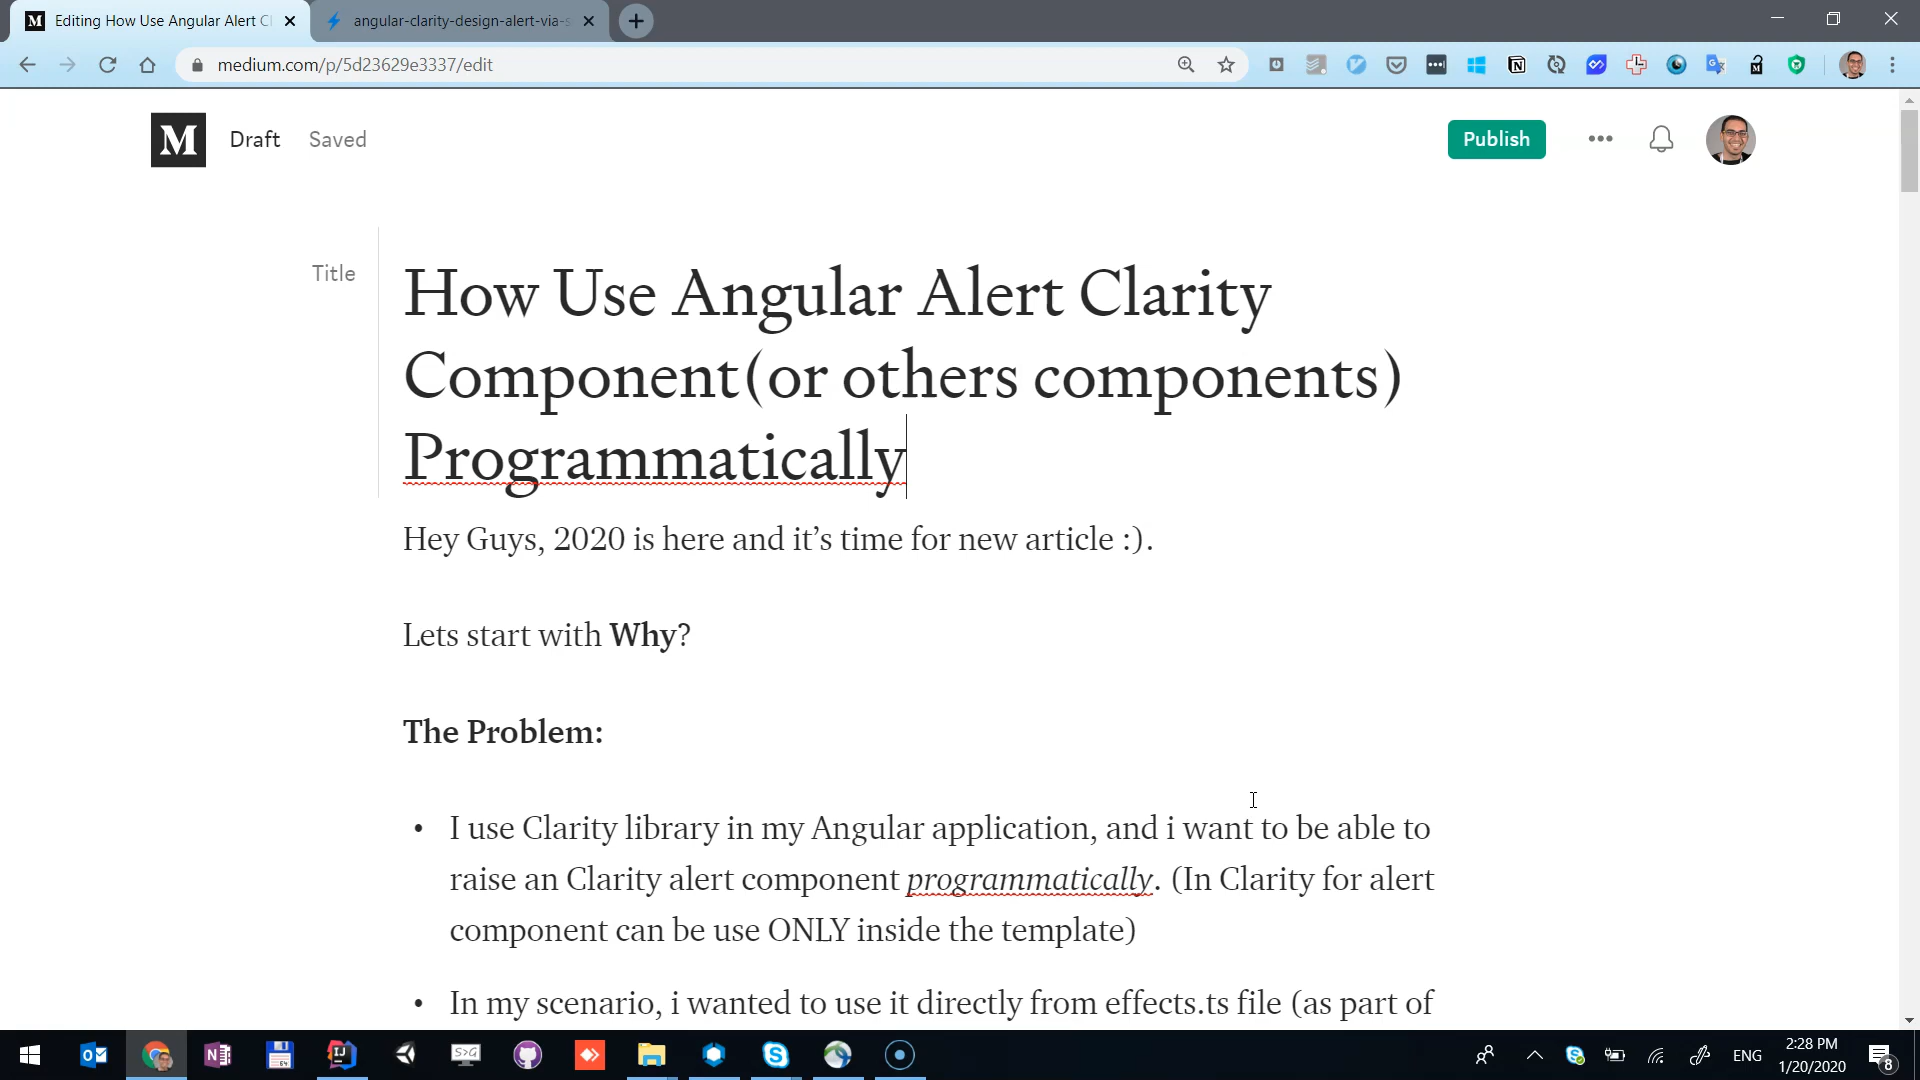 Editing How Use Angular Alert Cl
angular-clarity-design-alert-via-s
medium.com/p/5d23629e3337/edit
M
Draft
Saved
Publish
Title
How Use Angular Alert Clarity
Component(or others components)
Programmatically
Hey Guys, 2020 is here and it’s time for new article :).
Lets start with Why?
The Problem:
• I use Clarity library in my Angular application, and i want to be able to
raise an Clarity alert component programmatically. (In Clarity for alert
component can be use ONLY inside the template)
• In my scenario, i wanted to use it directly from effects.ts file (as part of
ENG
2:28 PM
1/20/2020
8